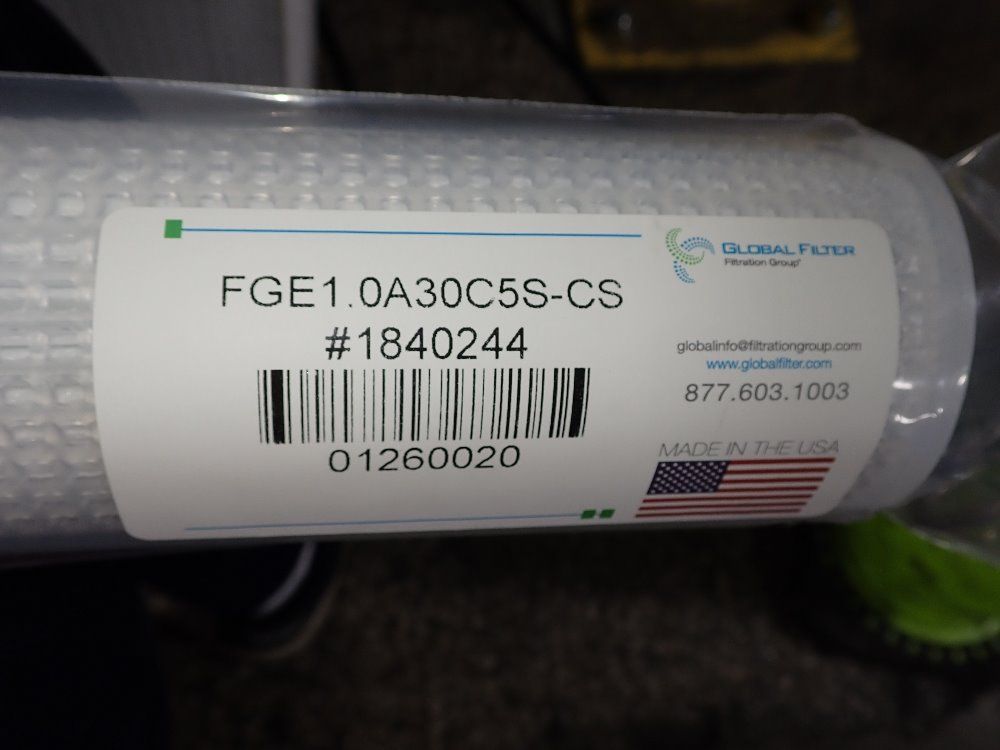 FGE1.0A30C5S-CS
#1840244
01260020
GLOBAL FILTER
Filtration Group®
globalinfo@filtrationgroup.com
www.globalfilter.com
877.603.1003
MADE IN THE USA